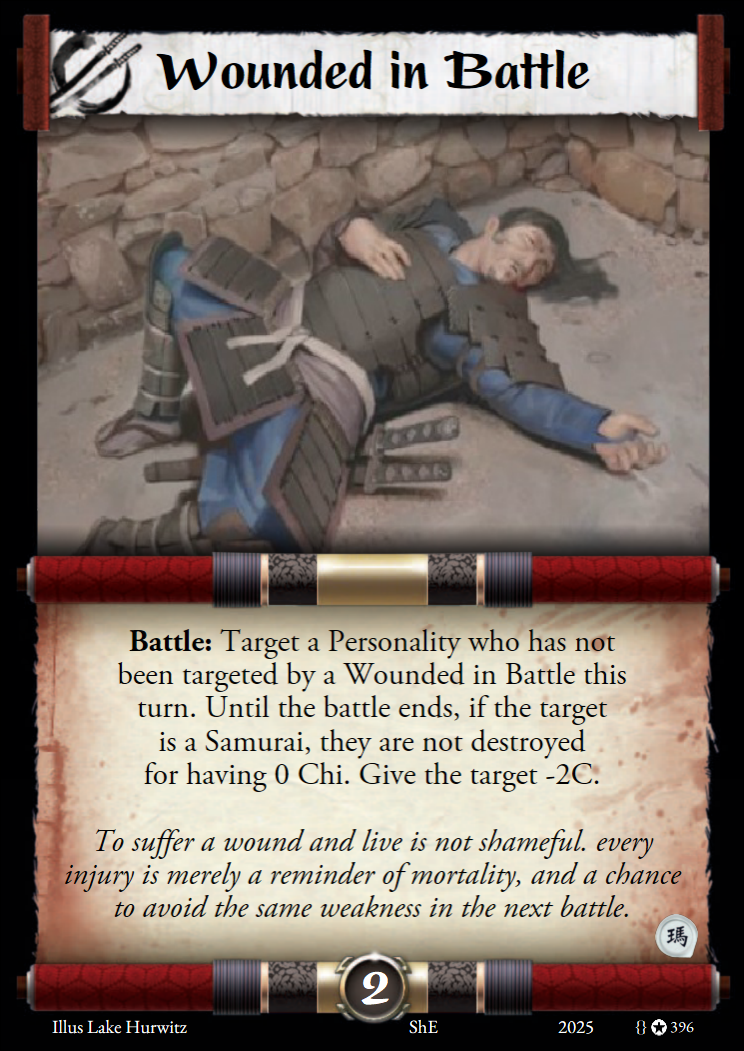 Wounded in Battle
Battle: Target a Personality who has not
been targeted by a Wounded in Battle this
turn. Until the battle ends, if the target
is a Samurai, they are not destroyed
for having 0 Chi. Give the target -2C.
To suffer a wound and live is not shameful. every
injury is merely a reminder of mortality, and a chance
to avoid the same weakness in the next battle.
瑪
2
Illus Lake Hurwitz ShE 2025 {} 396